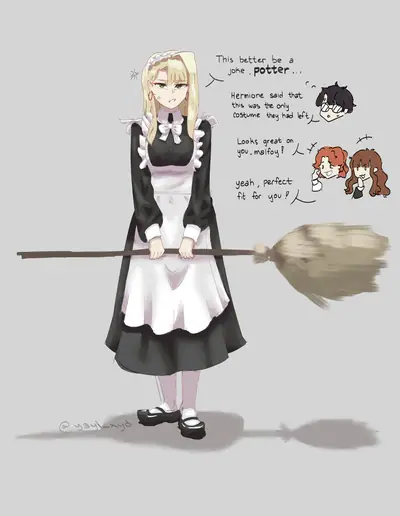 This better be a
joke, potter...
Hermione said that
this was the only
costume they had left
Looks great on
you, malfoy!
yeah, perfect
fit for you!